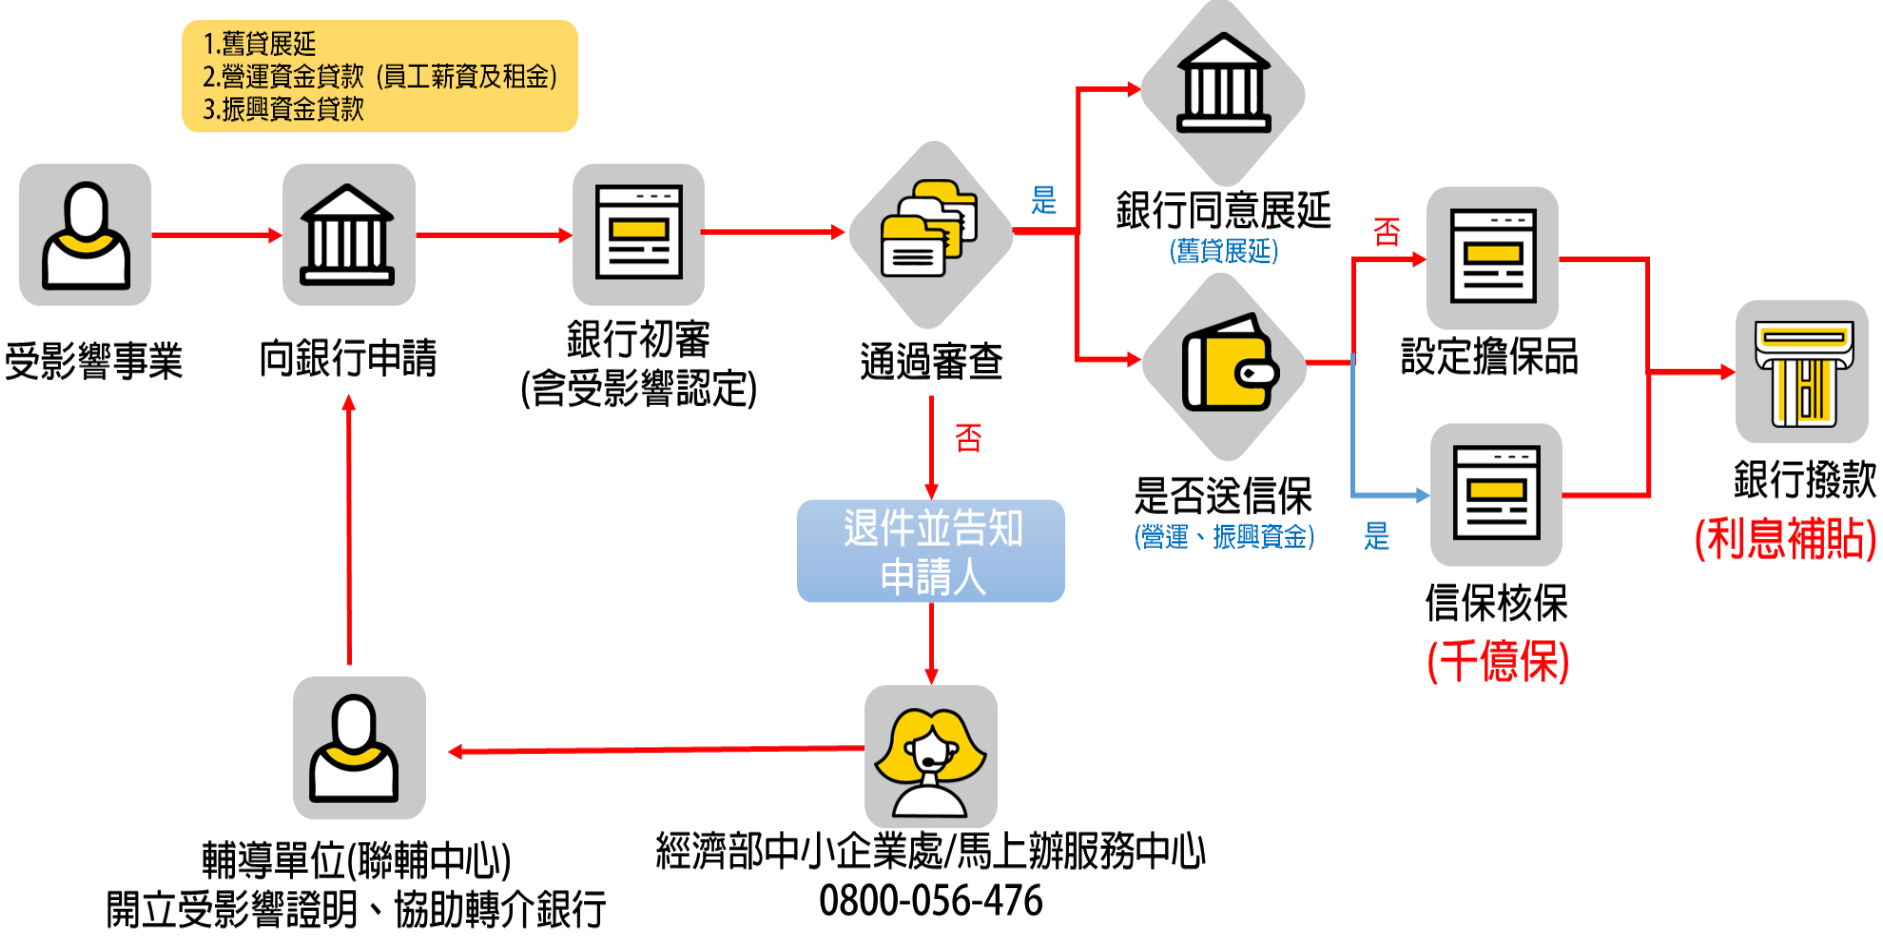 1.舊貸展延
2.營運資金貸款 (員工薪資及租金)
3.振興資金貸款
受影響事業
向銀行申請
銀行初審
(含受影響認定)
通過審查
是
銀行同意展延
(舊貸展延)
否
是否送信保
(營運、振興資金)
否
設定擔保品
是
信保核保
(千億保)
銀行撥款
(利息補貼)
退件並告知
申請人
經濟部中小企業處/馬上辦服務中心
0800-056-476
輔導單位(聯輔中心)
開立受影響證明、協助轉介銀行